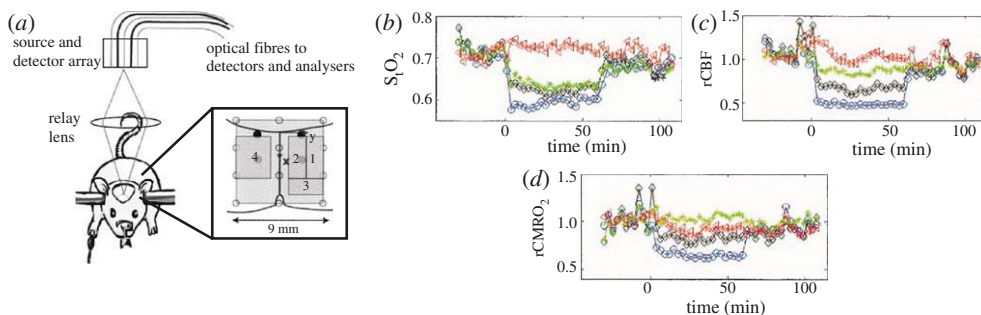 (a)
source and
detector array
optical fibres to
detectors and analysers
relay
lens
y
4
x
2
1
3
9 mm
(b)
0.8
0.7
0.6
StO2
0
50
100
time (min)
(c)
1.5
1.0
0.5
rCBF
0
50
100
time (min)
(d)
1.5
1.0
0.5
rCMRO2
0
50
100
time (min)